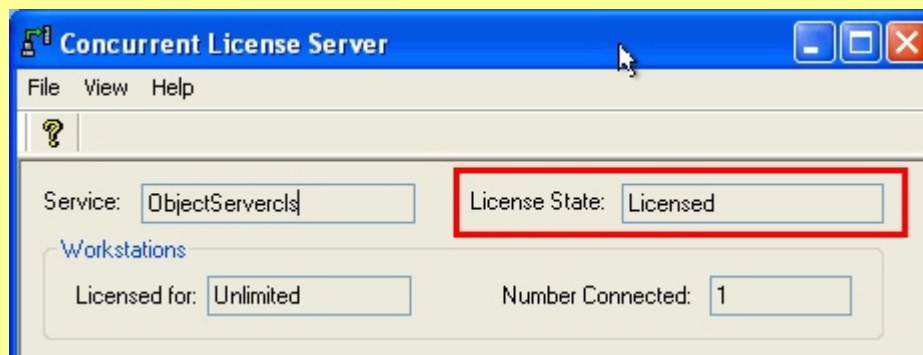 Concurrent License Server
File View Help
Service: ObjectServercls License State: Licensed
Workstations
Licensed for: Unlimited Number Connected: 1